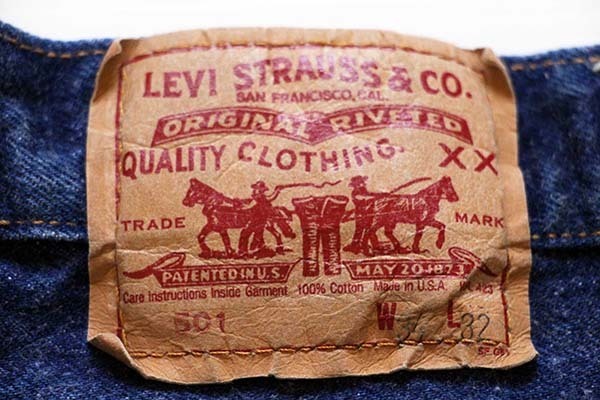 LEVI STRAUSS & CO.
SAN FRANCISCO, CAL.
ORIGINAL RIVETED
QUALITY CLOTHING. XX
TRADE MARK
PATENTED IN U.S. MAY 20 1873
Care Instructions Inside Garment 100% Cotton Made in U.S.A. 423
501 W L 32